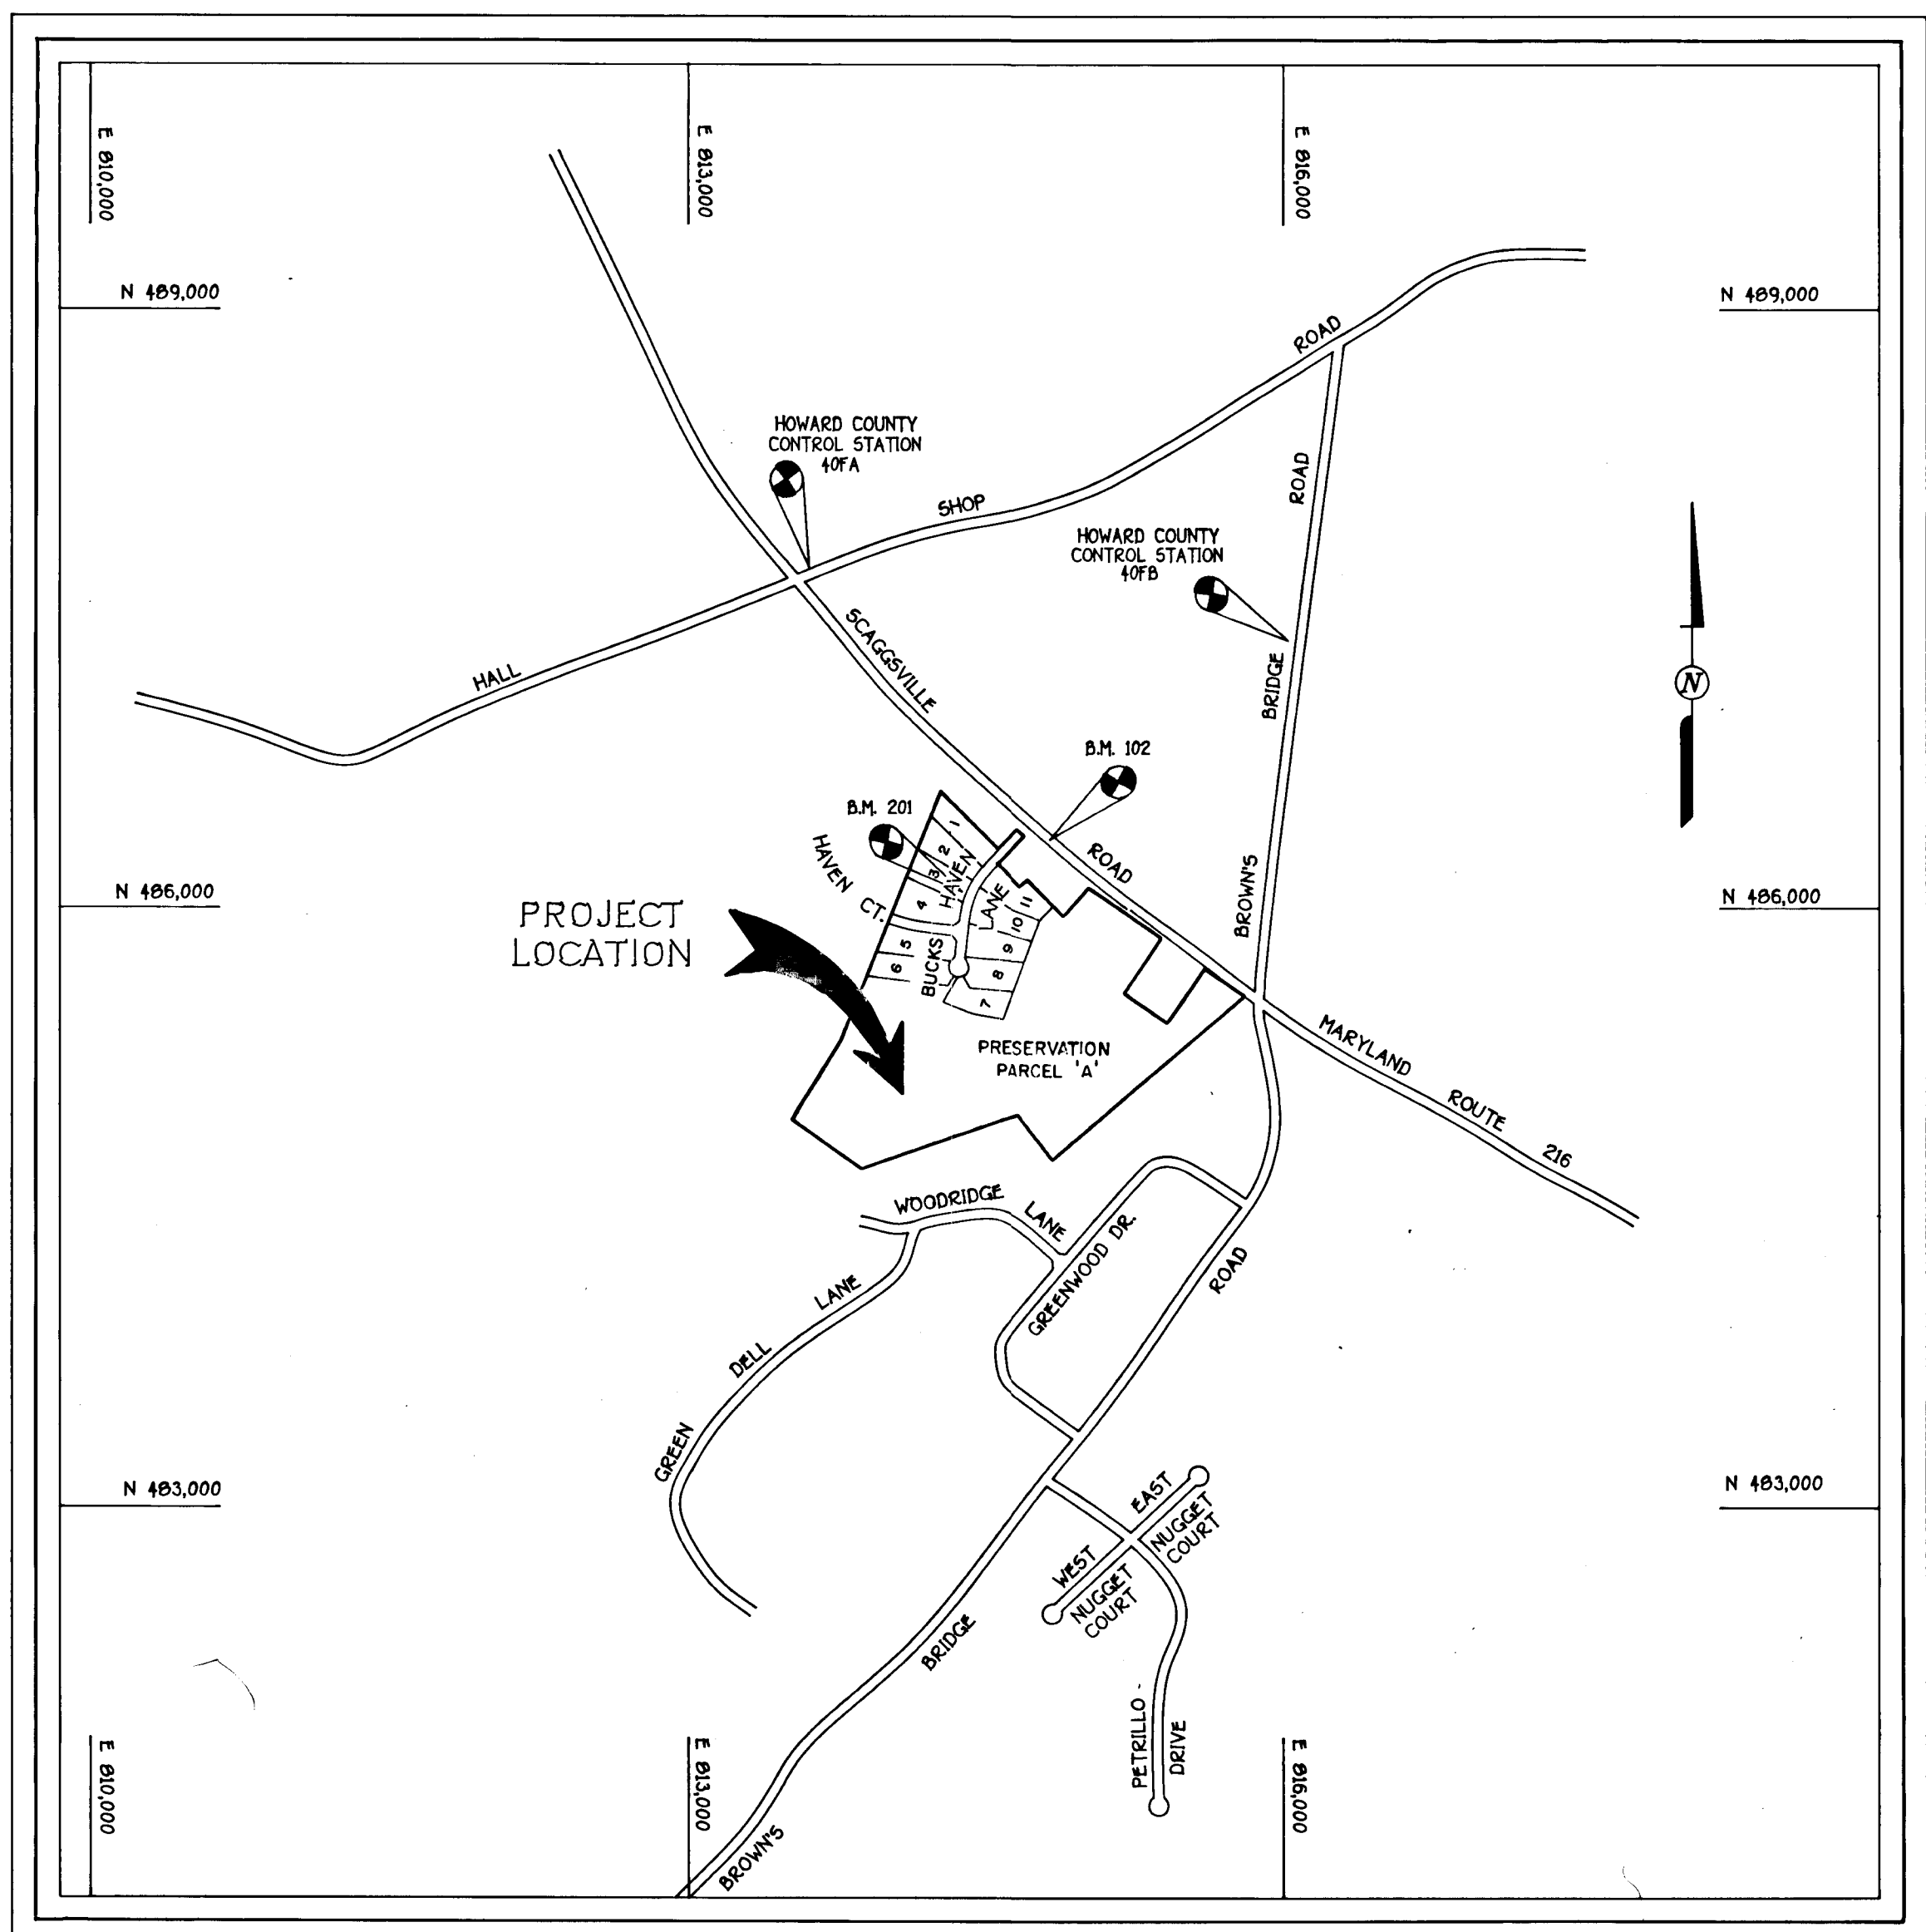 E 810,000
E 813,000
E 816,000
N 489,000
N 489,000
ROAD
HOWARD COUNTY
CONTROL STATION
40FA
ROAD
SHOP
HOWARD COUNTY
CONTROL STATION
40FB
SCAGGSVILLE
HALL
BRIDGE
N
B.M. 102
B.M. 201
HAVEN CT.
1
2
3
4
5
6
HAVEN
LANE
BUCKS
11
10
9
8
7
ROAD
BROWN'S
N 486,000
N 486,000
PROJECT
LOCATION
PRESERVATION
PARCEL 'A'
MARYLAND
ROUTE
216
WOODRIDGE
LANE
GREENWOOD DR.
ROAD
LANE
DELL
GREEN
N 483,000
N 483,000
EAST
NUGGET
COURT
WEST
NUGGET
COURT
BRIDGE
PETRILLO
DRIVE
BROWN'S
E 810,000
E 813,000
E 816,000